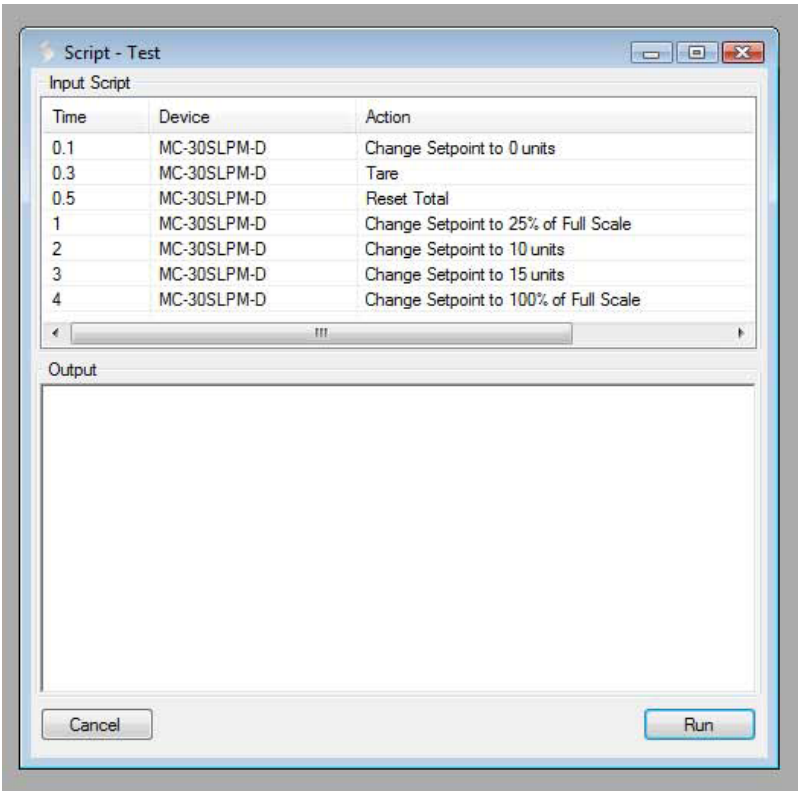 Script - Test
Input Script
Time Device Action
0.1 MC-30SLPM-D Change Setpoint to 0 units
0.3 MC-30SLPM-D Tare
0.5 MC-30SLPM-D Reset Total
1 MC-30SLPM-D Change Setpoint to 25% of Full Scale
2 MC-30SLPM-D Change Setpoint to 10 units
3 MC-30SLPM-D Change Setpoint to 15 units
4 MC-30SLPM-D Change Setpoint to 100% of Full Scale
Output
Cancel Run